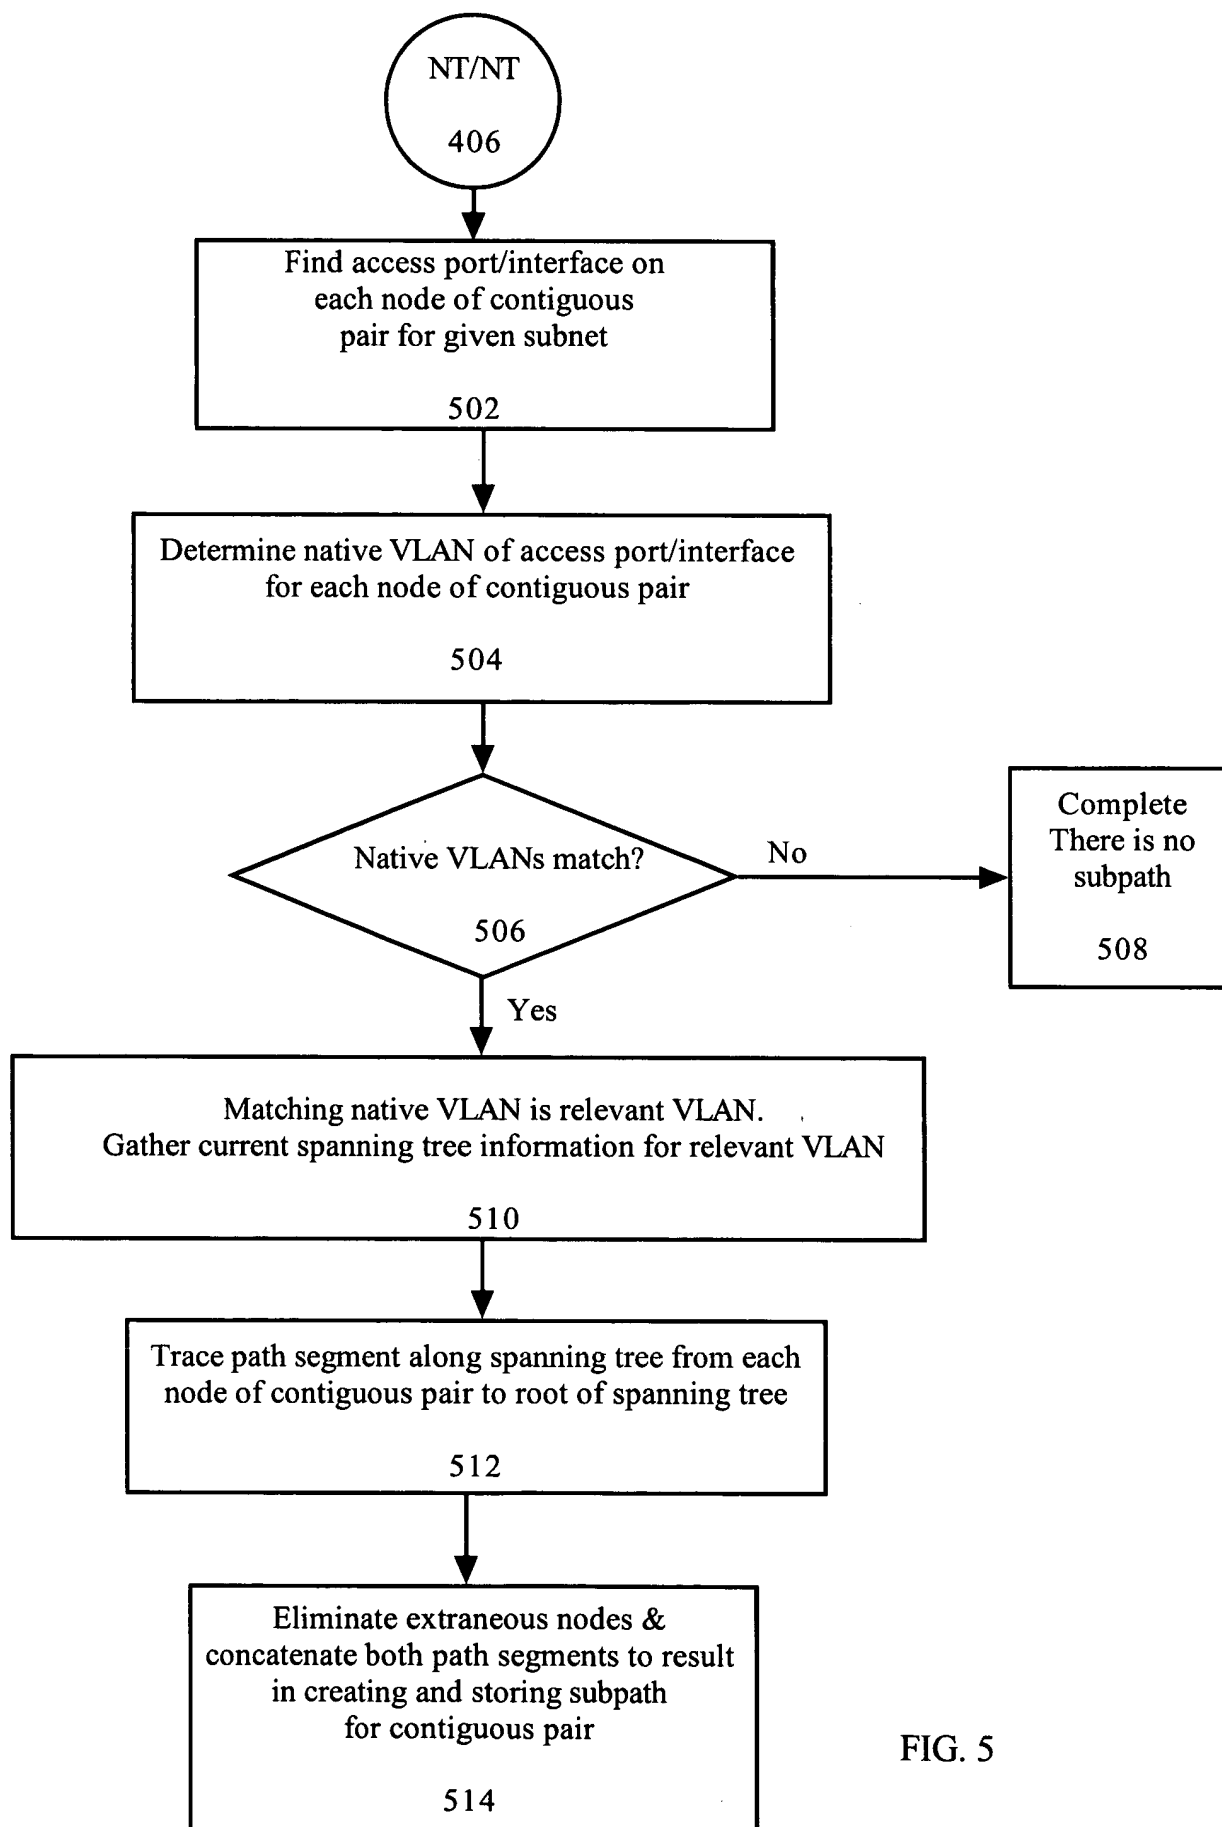 NT/NT
406
Find access port/interface on
each node of contiguous
pair for given subnet
502
Determine native VLAN of access port/interface
for each node of contiguous pair
504
Native VLANs match?
506
No
Complete
There is no
subpath
508
Yes
Matching native VLAN is relevant VLAN.
Gather current spanning tree information for relevant VLAN
510
Trace path segment along spanning tree from each
node of contiguous pair to root of spanning tree
512
Eliminate extraneous nodes &
concatenate both path segments to result
in creating and storing subpath
for contiguous pair
514
FIG. 5